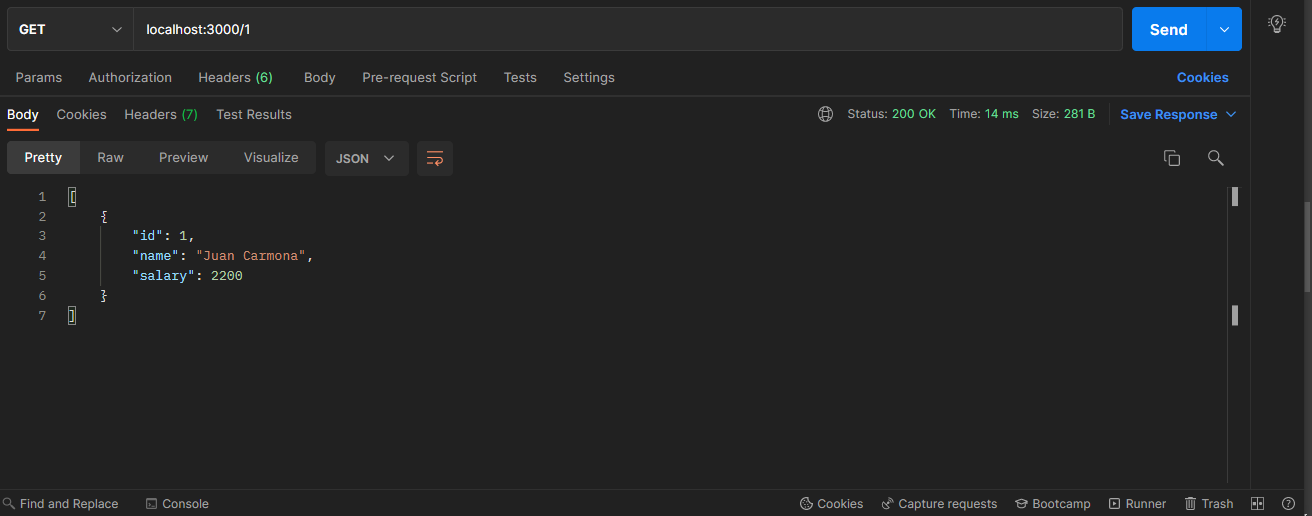 GET localhost:3000/1 Send
Params Authorization Headers (6) Body Pre-request Script Tests Settings Cookies
Body Cookies Headers (7) Test Results Status: 200 OK Time: 14 ms Size: 281 B Save Response
Pretty Raw Preview Visualize JSON
1 [
2 {
3 "id": 1,
4 "name": "Juan Carmona",
5 "salary": 2200
6 }
7 ]
Find and Replace Console Cookies Capture requests Bootcamp Runner Trash